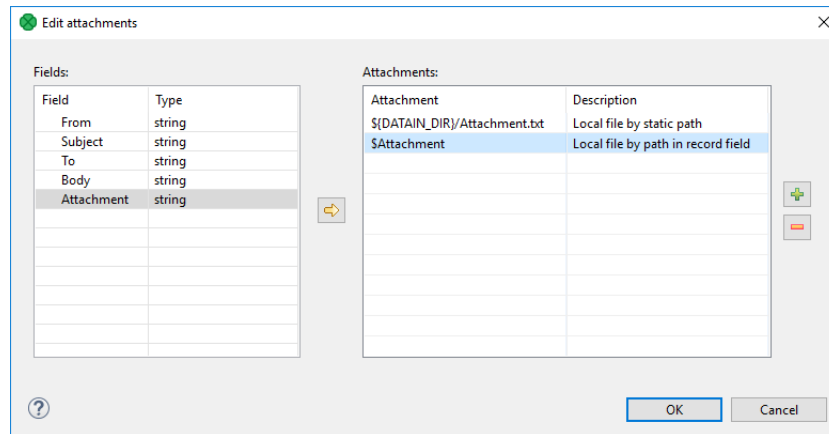 Edit attachments
Fields:
Field Type
From string
Subject string
To string
Body string
Attachment string
Attachments:
Attachment Description
${DATAIN_DIR}/Attachment.txt Local file by static path
$Attachment Local file by path in record field
OK Cancel